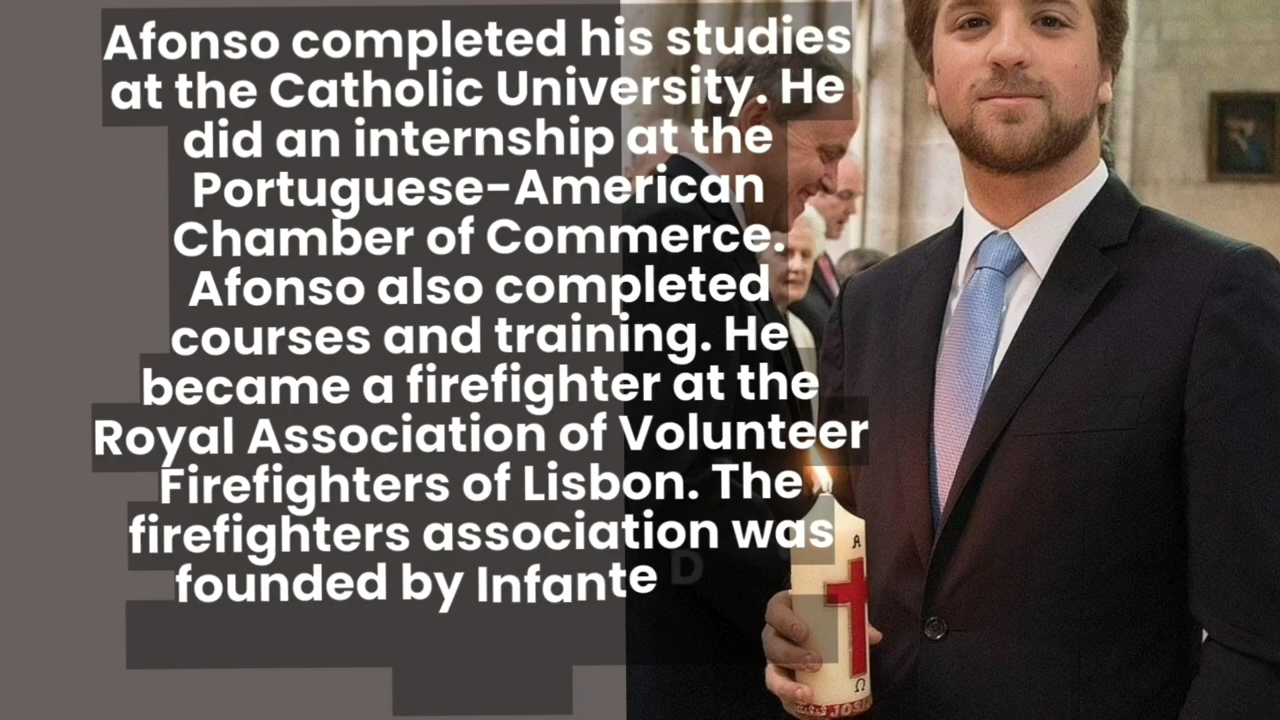 Afonso completed his studies
at the Catholic University. He
did an internship at the
Portuguese-American
Chamber of Commerce.
Afonso also completed
courses and training. He
became a firefighter at the
Royal Association of Volunteer
Firefighters of Lisbon. The
firefighters association was
founded by Infante D
A
Ω